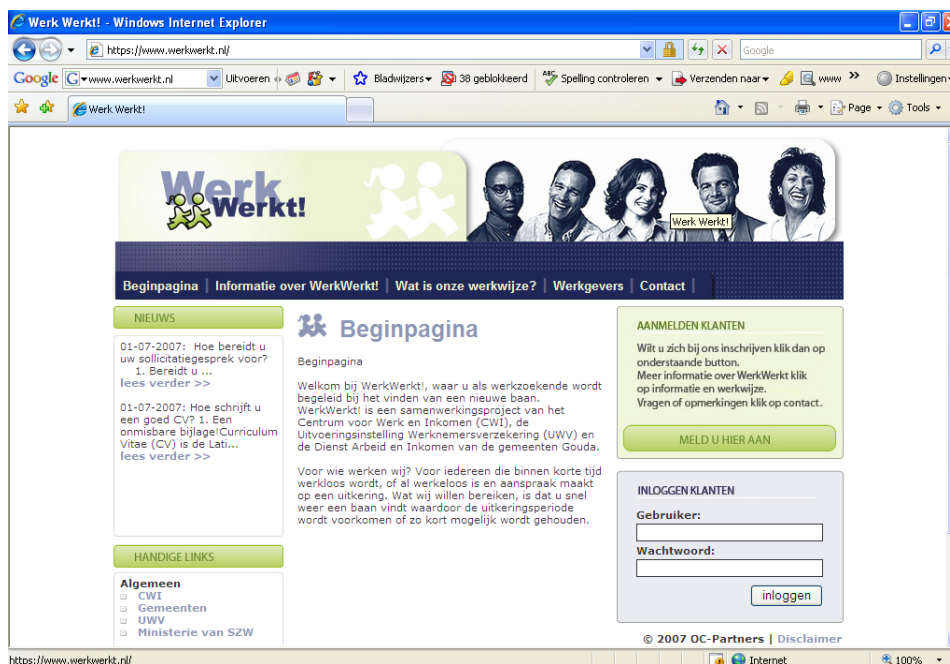 Werk Werkt! - Windows Internet Explorer
https://www.werkwerkt.nl/
Google
Google G www.werkwerkt.nl Uitvoeren Bladwijzers 38 geblokkeerd ABC Spelling controleren Verzenden naar www >> Instellingen
Werk Werkt!
Page Tools
Werk
Werkt!
Werk Werkt!
Beginpagina | Informatie over WerkWerkt! | Wat is onze werkwijze? | Werkgevers | Contact |
NIEUWS
01-07-2007: Hoe bereidt u
uw sollicitatiegesprek voor?
1. Bereidt u ...
lees verder >>
01-07-2007: Hoe schrijft u
een goed CV? 1. Een
onmisbare bijlage!Curriculum
Vitae (CV) is de Lati...
lees verder >>
HANDIGE LINKS
Algemeen
CWI
Gemeenten
UWV
Ministerie van SZW
Beginpagina
Beginpagina
Welkom bij WerkWerkt!, waar u als werkzoekende wordt
begeleid bij het vinden van een nieuwe baan.
WerkWerkt! is een samenwerkingsproject van het
Centrum voor Werk en Inkomen (CWI), de
Uitvoeringsinstelling Werknemersverzekering (UWV) en
de Dienst Arbeid en Inkomen van de gemeenten Gouda.
Voor wie werken wij? Voor iedereen die binnen korte tijd
werkloos wordt, of al werkeloos is en aanspraak maakt
op een uitkering. Wat wij willen bereiken, is dat u snel
weer een baan vindt waardoor de uitkeringsperiode
wordt voorkomen of zo kort mogelijk wordt gehouden.
AANMELDEN KLANTEN
Wilt u zich bij ons inschrijven klik dan op
onderstaande button.
Meer informatie over WerkWerkt klik
op informatie en werkwijze.
Vragen of opmerkingen klik op contact.
MELD U HIER AAN
INLOGGEN KLANTEN
Gebruiker:
Wachtwoord:
inloggen
© 2007 OC-Partners | Disclaimer
https://www.werkwerkt.nl/
Internet
100%